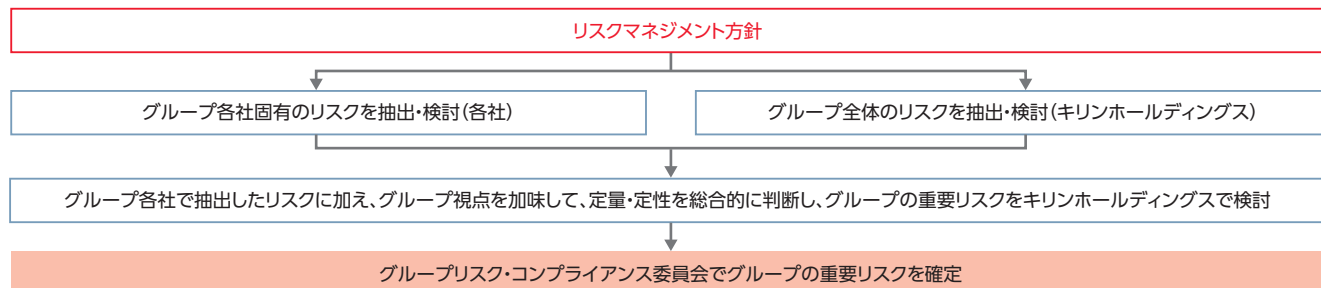 リスクマネジメント方針
グループ各社固有のリスクを抽出・検討(各社)
グループ全体のリスクを抽出・検討(キリンホールディングス)
グループ各社で抽出したリスクに加え、グループ視点を加味して、定量・定性を総合的に判断し、グループの重要リスクをキリンホールディングスで検討
グループリスク・コンプライアンス委員会でグループの重要リスクを確定